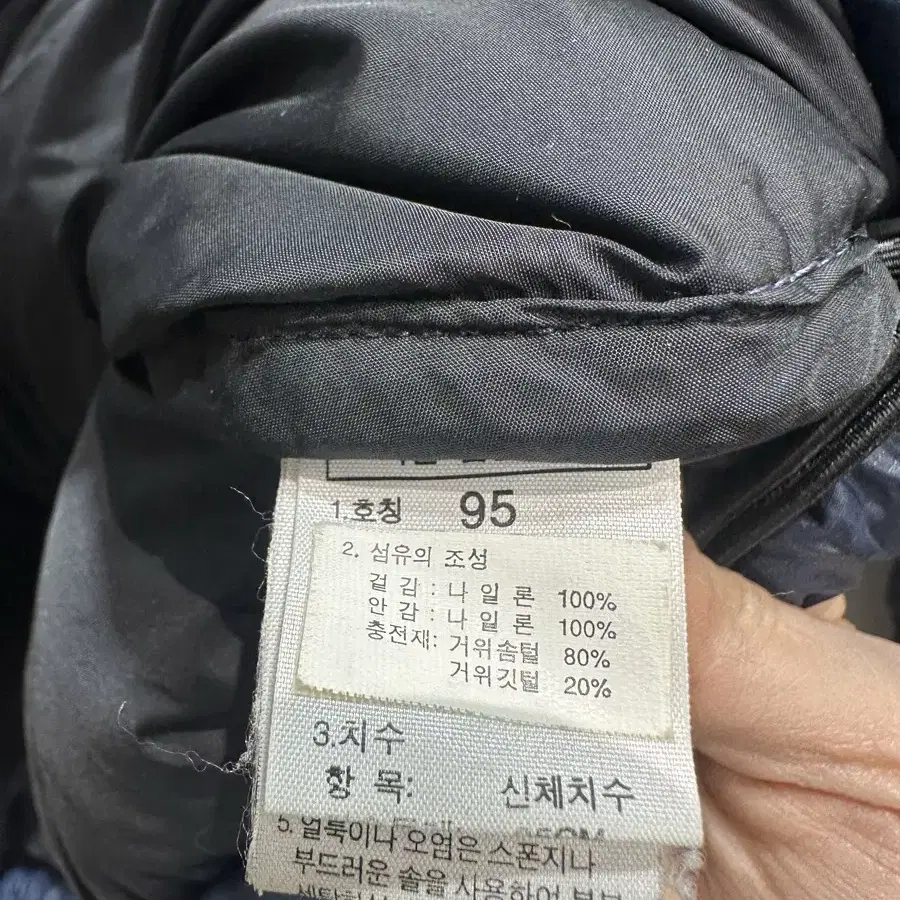 1.호칭 95
2. 섬유의 조성
겉 감 : 나 일 론 100%
안 감 : 나 일 론 100%
충전재: 거위솜털 80%
거위깃털 20%
3.치수
항 목: 신체치수
5. 얼룩이나 오염은 스폰지나
부드러운 솔을 사용하여